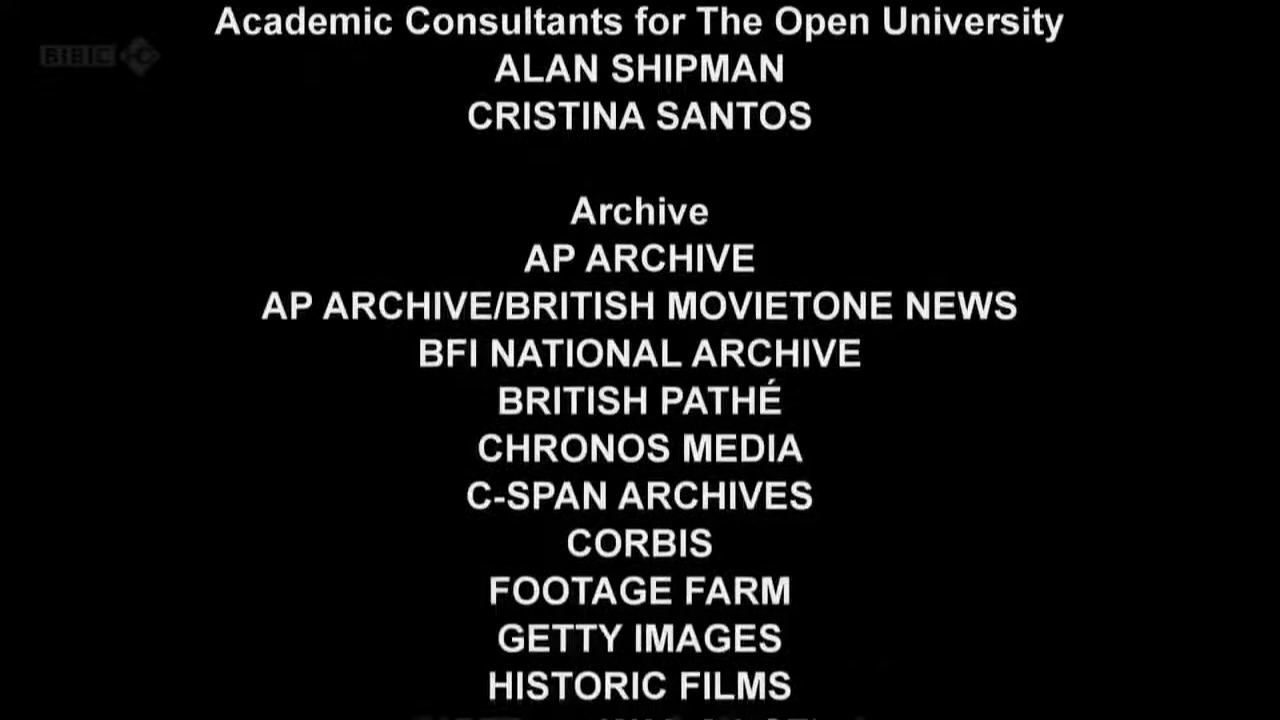 Academic Consultants for The Open University
BBC
ALAN SHIPMAN
CRISTINA SANTOS
Archive
AP ARCHIVE
AP ARCHIVE/BRITISH MOVIETONE NEWS
BFI NATIONAL ARCHIVE
BRITISH PATHÉ
CHRONOS MEDIA
C-SPAN ARCHIVES
CORBIS
FOOTAGE FARM
GETTY IMAGES
HISTORIC FILMS